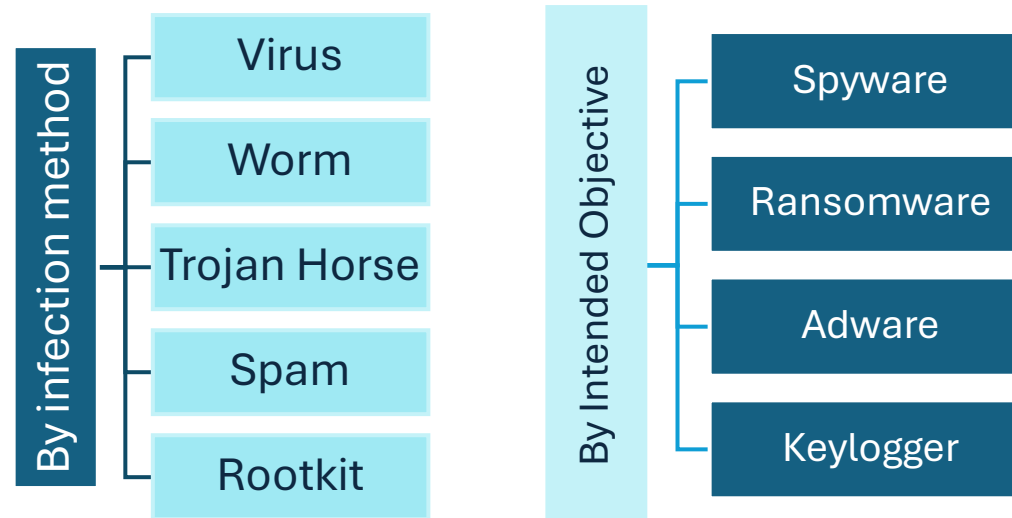 By infection method
Virus
Worm
Trojan Horse
Spam
Rootkit
By Intended Objective
Spyware
Ransomware
Adware
Keylogger